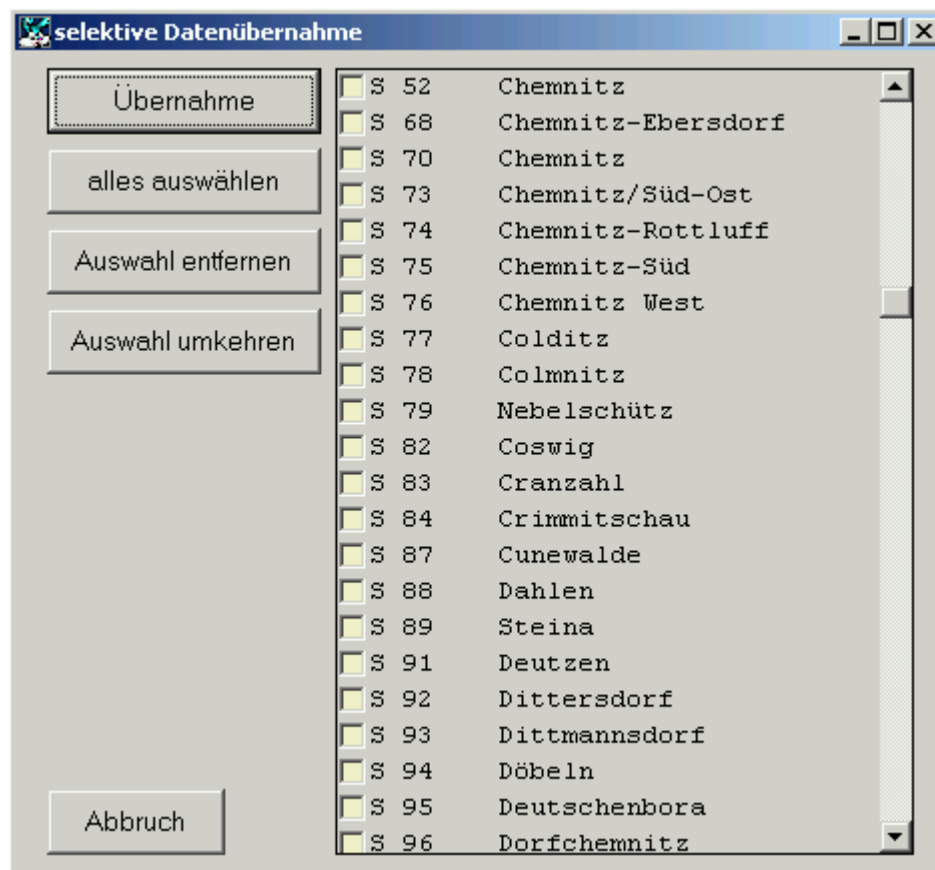 selektive Datenübernahme
Übernahme
alles auswählen
Auswahl entfernen
Auswahl umkehren
Abbruch
S 52 Chemnitz
S 68 Chemnitz-Ebersdorf
S 70 Chemnitz
S 73 Chemnitz/Süd-Ost
S 74 Chemnitz-Rottluff
S 75 Chemnitz-Süd
S 76 Chemnitz West
S 77 Colditz
S 78 Colmnitz
S 79 Nebelschütz
S 82 Coswig
S 83 Cranzahl
S 84 Crimmitschau
S 87 Cunewalde
S 88 Dahlen
S 89 Steina
S 91 Deutzen
S 92 Dittersdorf
S 93 Dittmannsdorf
S 94 Döbeln
S 95 Deutschenbora
S 96 Dorfchemnitz